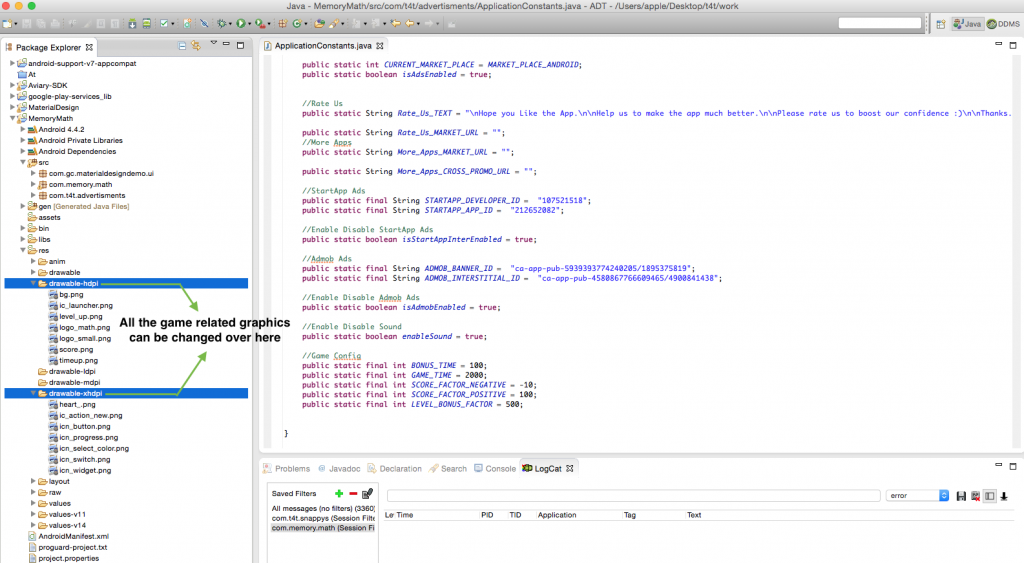 Java - MemoryMath/src/com/t4t/advertisments/ApplicationConstants.java - ADT - /Users/apple/Desktop/t4t/work
Java
DDMS
Package Explorer
android-support-v7-appcompat
At
Aviary-SDK
google-play-services_lib
MaterialDesign
MemoryMath
Android 4.4.2
Android Private Libraries
Android Dependencies
src
com.gc.materialdesigndemo.ui
com.memory.math
com.t4t.advertisments
gen [Generated Java Files]
assets
bin
libs
res
anim
drawable
drawable-hdpi
bg.png
ic_launcher.png
level_up.png
logo_math.png
logo_small.png
score.png
timeup.png
drawable-ldpi
drawable-mdpi
drawable-xhdpi
heart_.png
ic_action_new.png
icn_button.png
icn_progress.png
icn_select_color.png
icn_switch.png
icn_widget.png
layout
raw
values
values-v11
values-v14
AndroidManifest.xml
proguard-project.txt
project.properties
All the game related graphics
can be changed over here
ApplicationConstants.java
public static int CURRENT_MARKET_PLACE = MARKET_PLACE_ANDROID;
public static boolean isAdsEnabled = true;
//Rate Us
public static String Rate_Us_TEXT = "\nHope you Like the App.\n\nHelp us to make the app much better.\n\nPlease rate us to boost our confidence :)\n\nThanks.
public static String Rate_Us_MARKET_URL = "";
//More Apps
public static String More_Apps_MARKET_URL = "";
public static String More_Apps_CROSS_PROMO_URL = "";
//StartApp Ads
public static final String STARTAPP_DEVELOPER_ID =  "107521518";
public static final String STARTAPP_APP_ID =  "212652082";
//Enable Disable StartApp Ads
public static boolean isStartAppInterEnabled = true;
//Admob Ads
public static final String ADMOB_BANNER_ID =  "ca-app-pub-5939393774240205/1895375819";
public static final String ADMOB_INTERSTITIAL_ID =  "ca-app-pub-4580867766609465/4900841438";
//Enable Disable Admob Ads
public static boolean isAdmobEnabled = true;
//Enable Disable Sound
public static boolean enableSound = true;
//Game Config
public static final int BONUS_TIME = 100;
public static final int GAME_TIME = 2000;
public static final int SCORE_FACTOR_NEGATIVE = -10;
public static final int SCORE_FACTOR_POSITIVE = 100;
public static final int LEVEL_BONUS_FACTOR = 500;
}
Problems @ Javadoc Declaration Search Console LogCat
Saved Filters
All messages (no filters) (3360)
com.t4t.snappys (Session Filte
com.memory.math (Session Fi
error
Le Time PID TID Application Tag Text